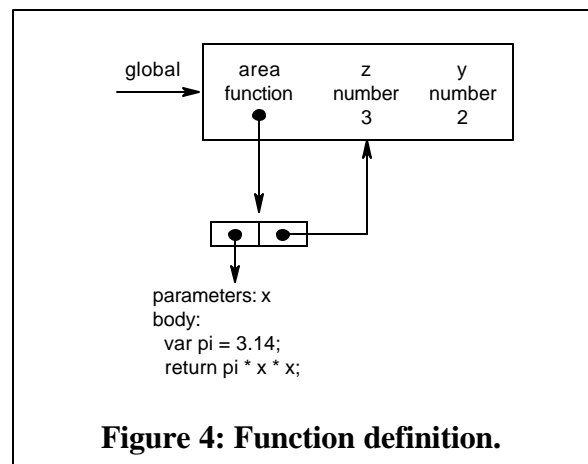 global
area z y
function number number
3 2
parameters: x
body:
var pi = 3.14;
return pi * x * x;
Figure 4: Function definition.